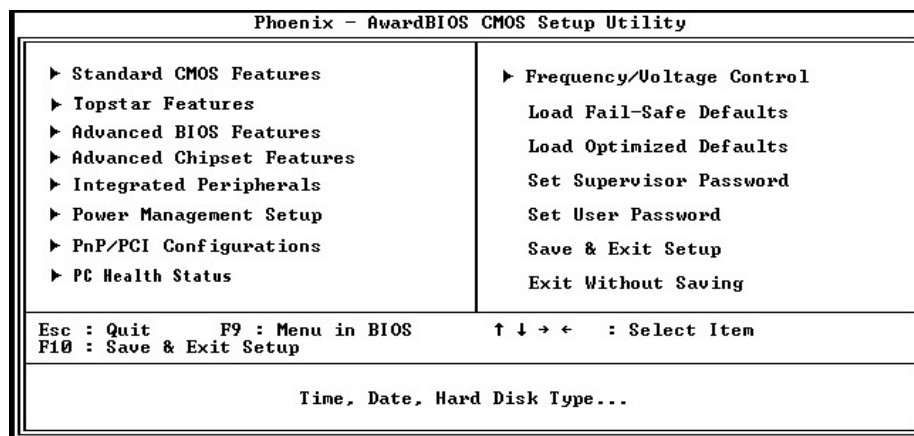 Phoenix - AwardBIOS CMOS Setup Utility
▶ Standard CMOS Features
▶ Topstar Features
▶ Advanced BIOS Features
▶ Advanced Chipset Features
▶ Integrated Peripherals
▶ Power Management Setup
▶ PnP/PCI Configurations
▶ PC Health Status
▶ Frequency/Voltage Control
Load Fail-Safe Defaults
Load Optimized Defaults
Set Supervisor Password
Set User Password
Save & Exit Setup
Exit Without Saving
Esc : Quit F9 : Menu in BIOS ↑ ↓ → ← : Select Item
F10 : Save & Exit Setup
Time, Date, Hard Disk Type...